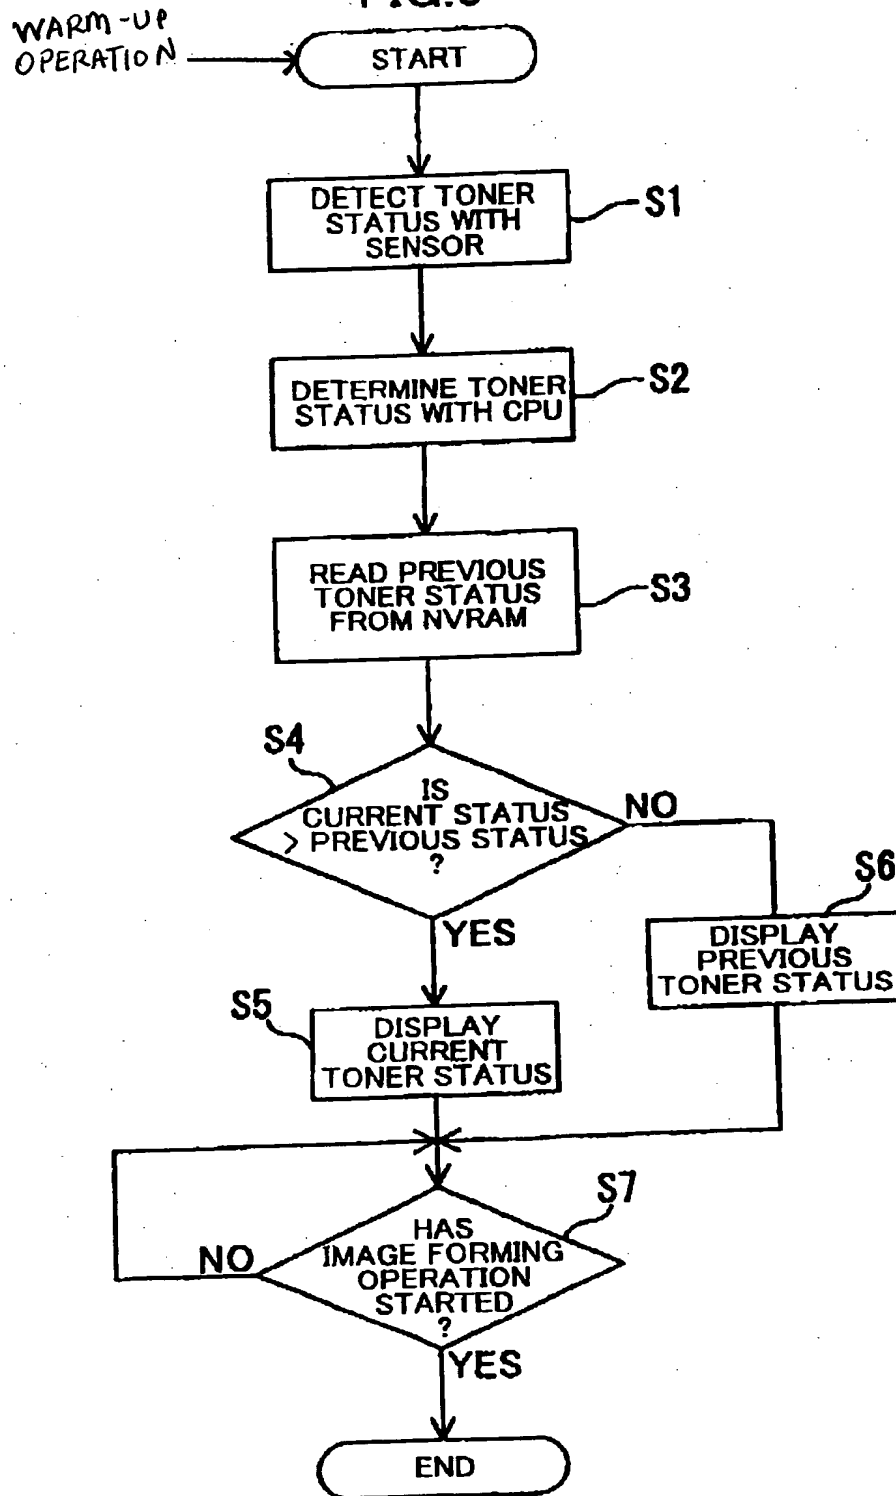 WARM-UP
OPERATION
START
DETECT TONER
STATUS WITH
SENSOR
S1
DETERMINE TONER
STATUS WITH CPU
S2
READ PREVIOUS
TONER STATUS
FROM NVRAM
S3
S4
IS
CURRENT STATUS
> PREVIOUS STATUS
?
NO
YES
S6
DISPLAY
PREVIOUS
TONER STATUS
S5
DISPLAY
CURRENT
TONER STATUS
S7
HAS
IMAGE FORMING
OPERATION
STARTED
?
NO
YES
END